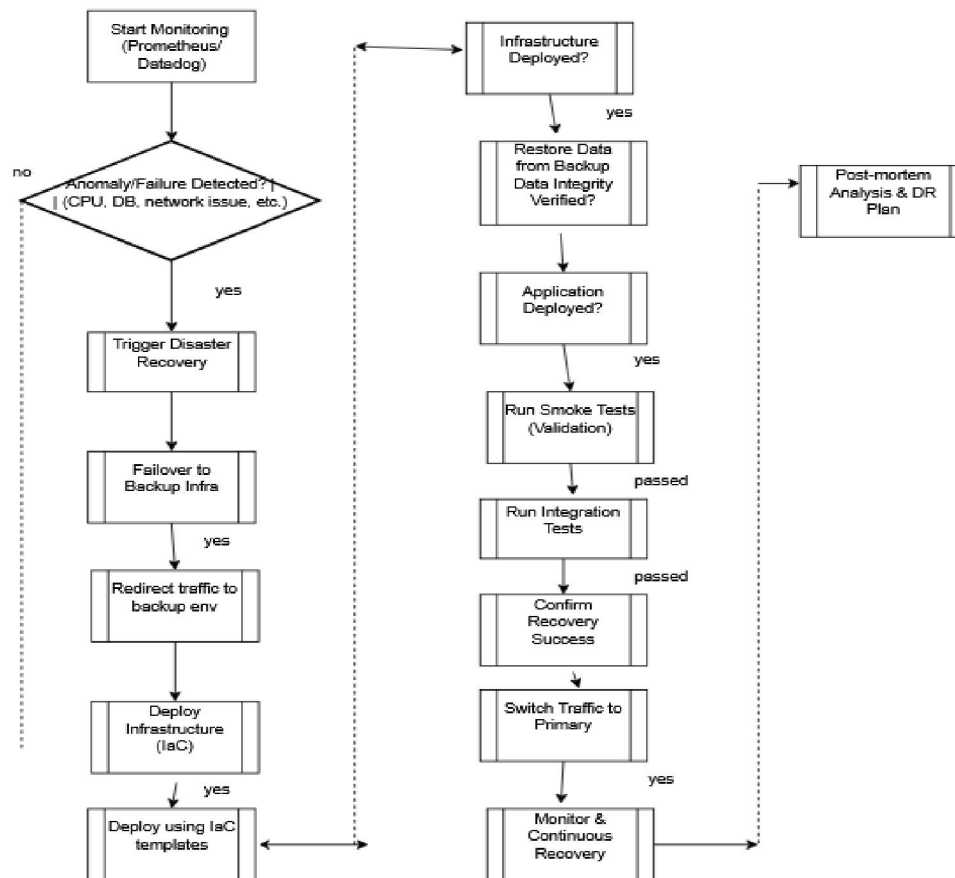 Start Monitoring
(Prometheus/
Datadog)
no
Anomaly/Failure Detected? |
| (CPU, DB, network issue, etc.)
yes
Trigger Disaster
Recovery
Failover to
Backup Infra
yes
Redirect traffic to
backup env
Deploy
Infrastructure
(IaC)
yes
Deploy using IaC
templates
Infrastructure
Deployed?
yes
Restore Data
from Backup
Data Integrity
Verified?
Application
Deployed?
yes
Run Smoke Tests
(Validation)
passed
Run Integration
Tests
passed
Confirm
Recovery
Success
Switch Traffic to
Primary
yes
Monitor &
Continuous
Recovery
Post-mortem
Analysis & DR
Plan